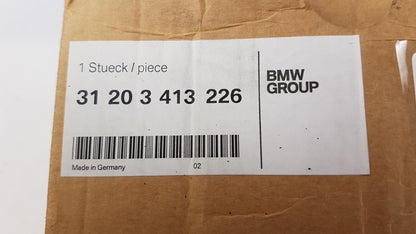 1 Stueck / piece
31 20 3 413 226
Made in Germany 02
BMW
GROUP